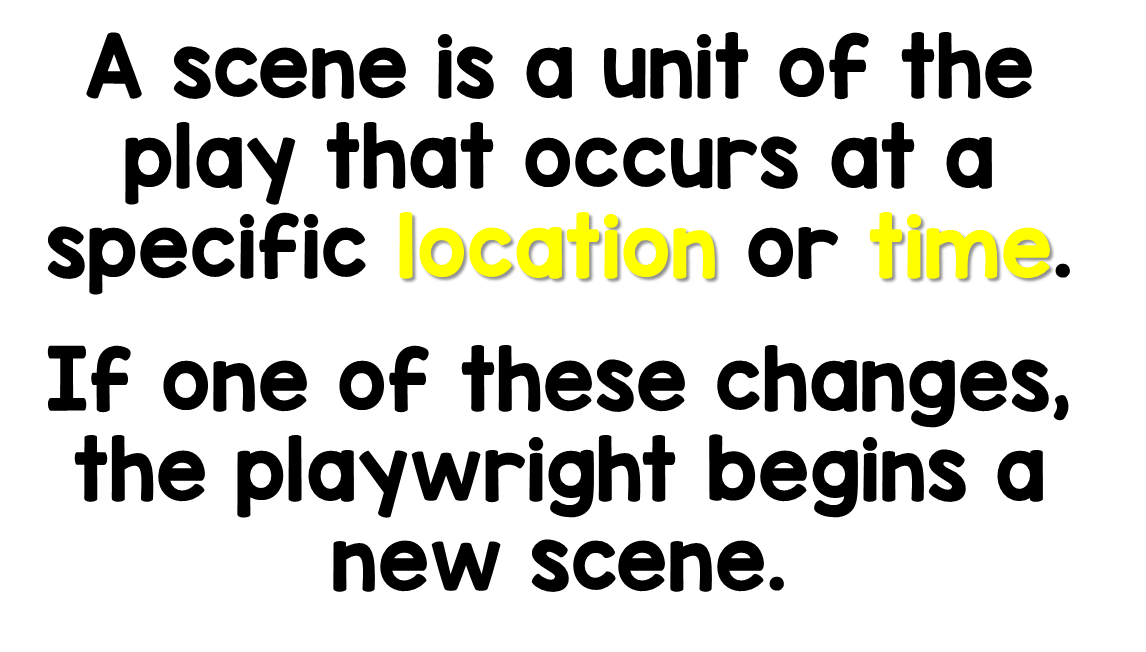 A scene is a unit of the
play that occurs at a
specific location or time.
If one of these changes,
the playwright begins a
new scene.